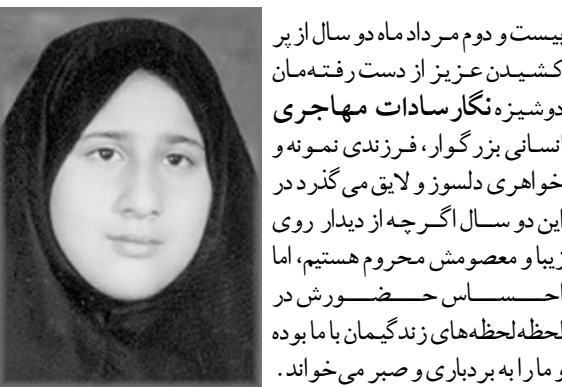 بیست و دوم مرداد ماه دو سال از پر
کشیدن عزیز از دست رفته‌مان
دوشیزه نگار سادات مهاجری
انسانی بزرگوار، فرزندی نمونه و
خواهری دلسوز و لایق می‌گذرد در
این دو سال اگرچه از دیدار روی
زیبا و معصومش محروم هستیم، اما
احساس حضورش در
لحظه‌لحظه‌های زندگیمان با ما بوده
و ما را به بردباری و صبر می‌خواند.